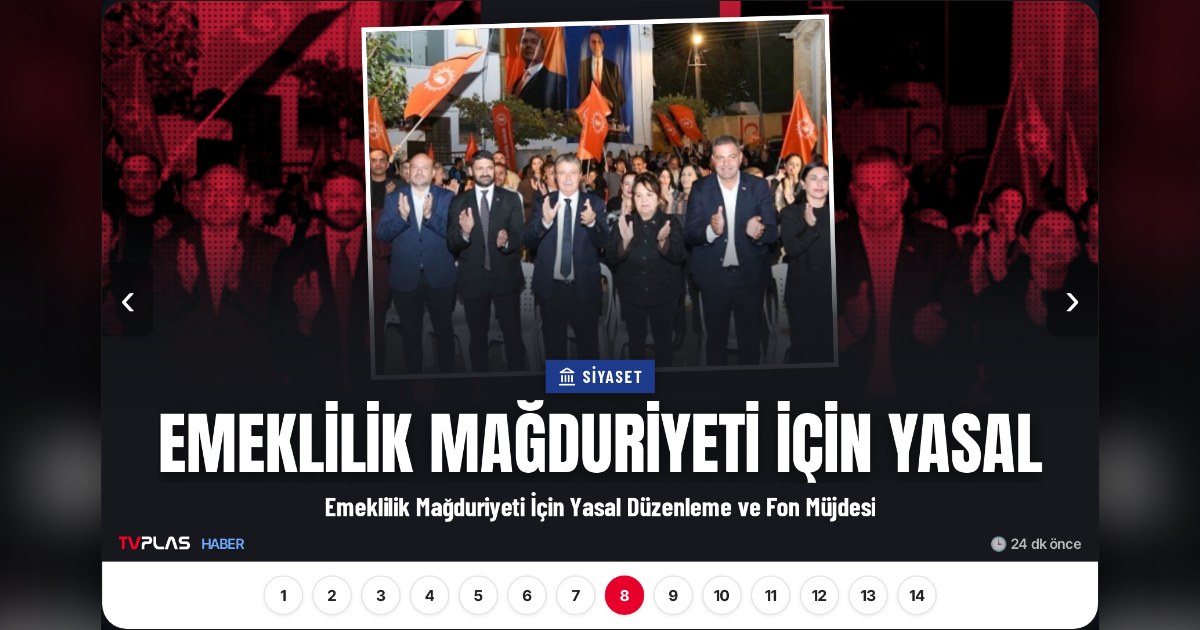 SİYASET
EMEKLİLİK MAĞDURİYETİ İÇİN YASAL
Emeklilik Mağduriyeti İçin Yasal Düzenleme ve Fon Müjdesi
TVPLAS HABER
24 dk önce
1 2 3 4 5 6 7 8 9 10 11 12 13 14